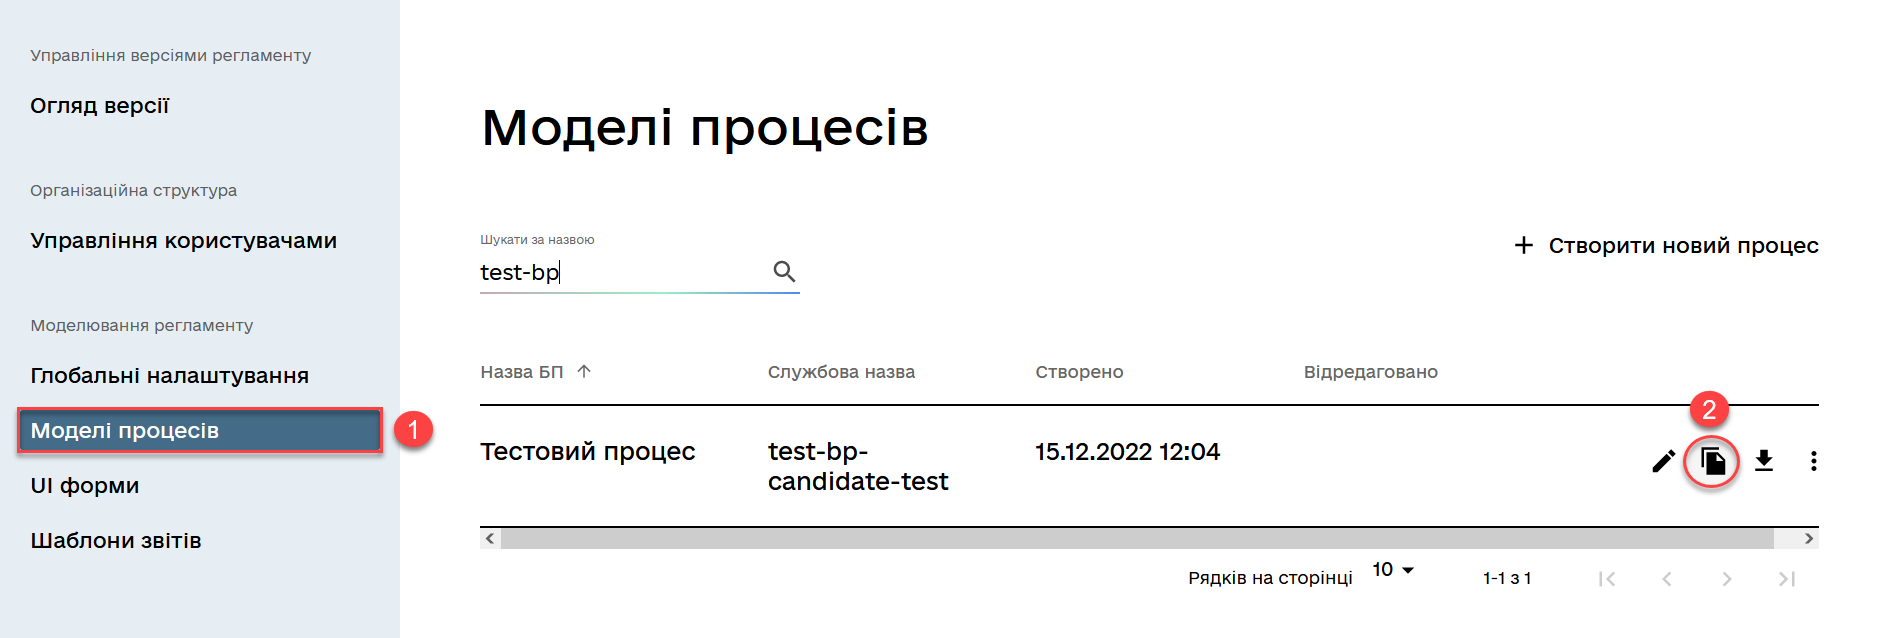 Управління версіями регламенту
Огляд версії
Організаційна структура
Управління користувачами
Моделювання регламенту
Глобальні налаштування
Моделі процесів
1
UI форми
Шаблони звітів
Моделі процесів
Шукати за назвою
test-bp
Створити новий процес
Назва БП Службова назва Створено Відредаговано
2
Тестовий процес test-bp- 15.12.2022 12:04
candidate-test
Рядків на сторінці 10 1-1 з 1